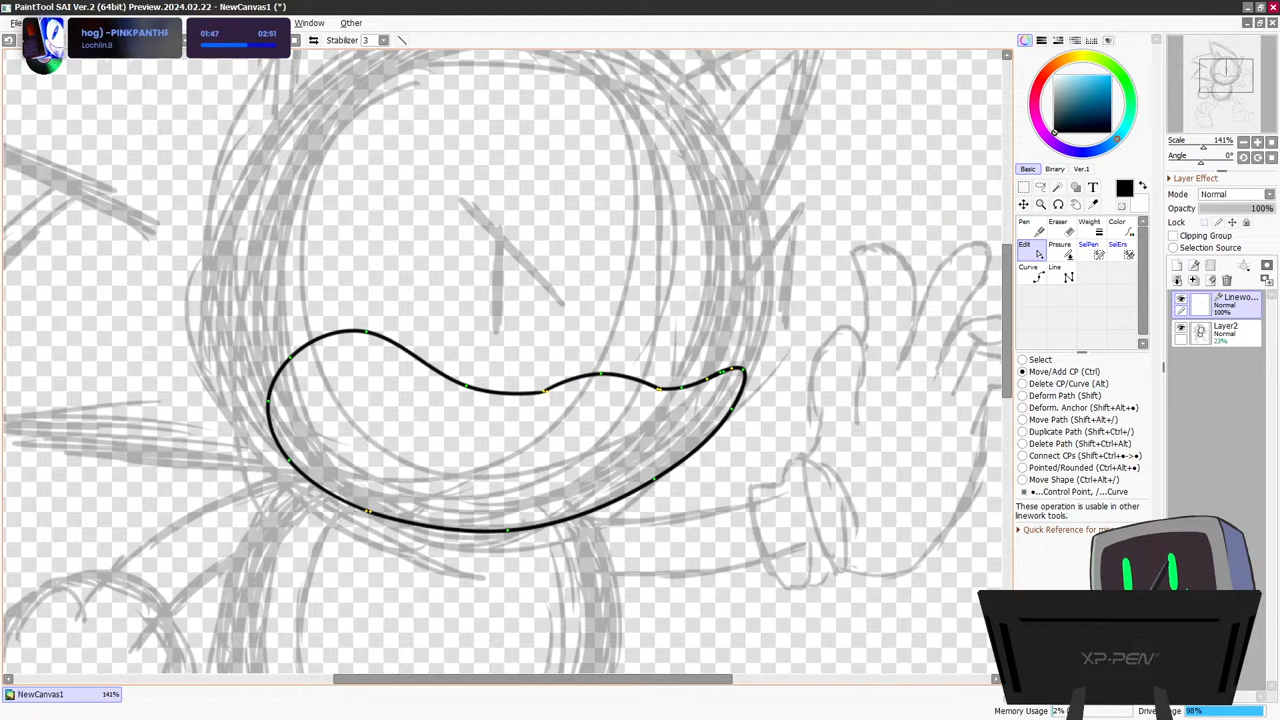 PaintTool SAI Ver.2 (64bit) Preview.2024.02.22 - NewCanvas1 (*)
Window Other
hog) -PINKPANTHE
Lochlin.B
01:47 02:51
Stabilizer 3
Scale 141%
Angle 0°
Basic Binary Ver.1
Layer Effect
Mode Normal
Opacity 100%
Lock
Clipping Group
Selection Source
T
Pen Eraser Weight Color
Edit Prssure SelPen SelErs
Curve Line
Linewo...
Normal
100%
Layer2
Normal
23%
Select
Move/Add CP (Ctrl)
Delete CP/Curve (Alt)
Deform Path (Shift)
Deform. Anchor (Shift+Alt+●)
Move Path (Shift+Alt+/)
Duplicate Path (Shift+Ctrl+/)
Delete Path (Shift+Ctrl+Alt)
Connect CPs (Shift+Ctrl+●->●)
Pointed/Rounded (Ctrl+Alt+●)
Move Shape (Ctrl+Alt+/)
※ ●...Control Point, /...Curve
These operation is usable in other
linework tools.
Quick Reference for
XP-PEN
NewCanvas1 141%
Memory Usage 2%
98%